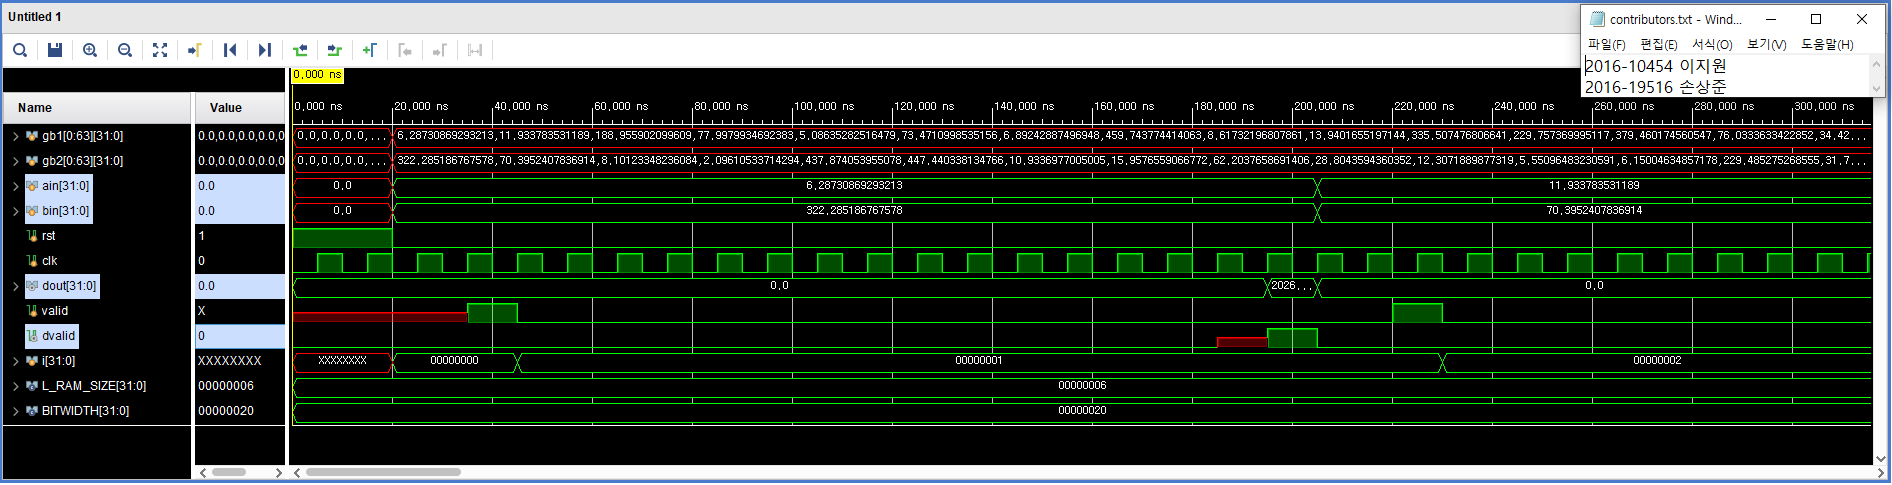 Untitled 1
contributors.txt - Wind...
파일(F) 편집(E) 서식(O) 보기(V) 도움말(H)
2016-10454 이지원
2016-19516 손상준
0,000 ns
Name Value
0,000 ns 20,000 ns 40,000 ns 60,000 ns 80,000 ns 100,000 ns 120,000 ns 140,000 ns 160,000 ns 180,000 ns 200,000 ns 220,000 ns 240,000 ns 260,000 ns 280,000 ns 300,000 ns
gb1[0:63][31:0] 0.0,0.0,0.0,0.0,0 0,0,0,0,0,0,... 6,28730869293213,11,933783531189,188,955902099609,77,9979934692383,5,08635282516479,73,4710998535156,6,89242887496948,459,743774414063,8,61732196807861,13,9401655197144,335,507476806641,229,757369995117,379,460174560547,76,0333633422852,34,42...
gb2[0:63][31:0] 0.0,0.0,0.0,0.0,0 0,0,0,0,0,0,... 322,285186767578,70,3952407836914,8,10123348236084,2,09610533714294,437,874053955078,447,440338134766,10,9336977005005,15,9576559066772,62,2037658691406,28,8043594360352,12,3071889877319,5,55096483230591,6,15004634857178,229,485275268555,31,7...
ain[31:0] 0.0 0,0 6,28730869293213 11,933783531189
bin[31:0] 0.0 0,0 322,285186767578 70,3952407836914
rst 1
clk 0
dout[31:0] 0.0 0,0 2026... 0,0
valid X
dvalid 0
i[31:0] XXXXXXXX XXXXXXXX 00000000 00000001 00000002
L_RAM_SIZE[31:0] 00000006 00000006
BITWIDTH[31:0] 00000020 00000020